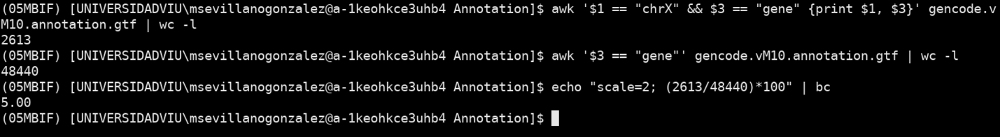 (05MBIF) [UNIVERSIDADVIU\msevillanogonzalez@a-1keohkce3uhb4 Annotation]$ awk '$1 == "chrX" && $3 == "gene" {print $1, $3}' gencode.v
M10.annotation.gtf | wc -l
2613
(05MBIF) [UNIVERSIDADVIU\msevillanogonzalez@a-1keohkce3uhb4 Annotation]$ awk '$3 == "gene"' gencode.vM10.annotation.gtf | wc -l
48440
(05MBIF) [UNIVERSIDADVIU\msevillanogonzalez@a-1keohkce3uhb4 Annotation]$ echo "scale=2; (2613/48440)*100" | bc
5.00
(05MBIF) [UNIVERSIDADVIU\msevillanogonzalez@a-1keohkce3uhb4 Annotation]$